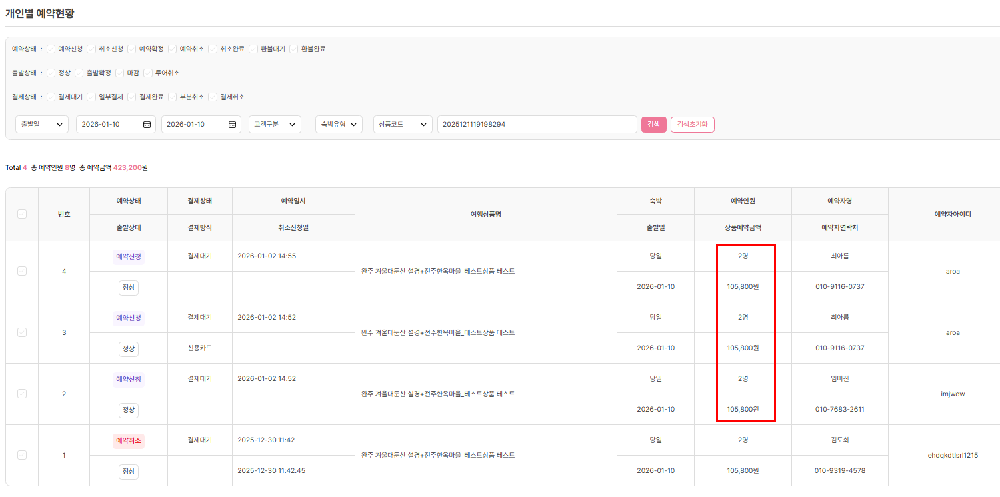 개인별 예약현황
예약상태 : 예약신청 취소신청 예약확정 예약취소 취소완료 환불대기 환불완료
출발상태 : 정상 출발확정 마감 투어취소
결제상태 : 결제대기 일부결제 결제완료 부분취소 결제취소
출발일 2026-01-10 2026-01-10 고객구분 숙박유형 상품코드 2025121119198294 검색 검색초기화
Total 4 총 예약인원 8명 총 예약금액 423,200원
번호 예약상태 결제상태 예약일시 여행상품명 숙박 예약인원 예약자명 예약자아이디
출발상태 결제방식 취소신청일 출발일 상품예약금액 예약자연락처
4 예약신청 결제대기 2026-01-02 14:55 완주 겨울대둔산 설경+전주한옥마을_테스트상품 테스트 당일 2명 최아름 aroa
정상 2026-01-10 105,800원 010-9116-0737
3 예약신청 결제대기 2026-01-02 14:52 완주 겨울대둔산 설경+전주한옥마을_테스트상품 테스트 당일 2명 최아름 aroa
정상 신용카드 2026-01-10 105,800원 010-9116-0737
2 예약신청 결제대기 2026-01-02 14:52 완주 겨울대둔산 설경+전주한옥마을_테스트상품 테스트 당일 2명 임미진 imjwow
정상 2026-01-10 105,800원 010-7683-2611
1 예약취소 결제대기 2025-12-30 11:42 완주 겨울대둔산 설경+전주한옥마을_테스트상품 테스트 당일 2명 김도희 ehdqkdtlsrl1215
정상 2025-12-30 11:42:45 2026-01-10 105,800원 010-9319-4578